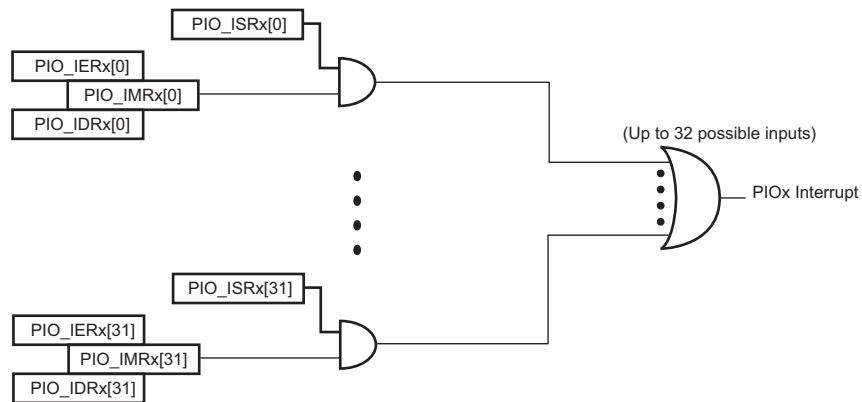 PIO_ISRx[0]
PIO_IERx[0]
PIO_IMRx[0]
PIO_IDRx[0]
(Up to 32 possible inputs)
PIOx Interrupt
PIO_ISRx[31]
PIO_IERx[31]
PIO_IMRx[31]
PIO_IDRx[31]